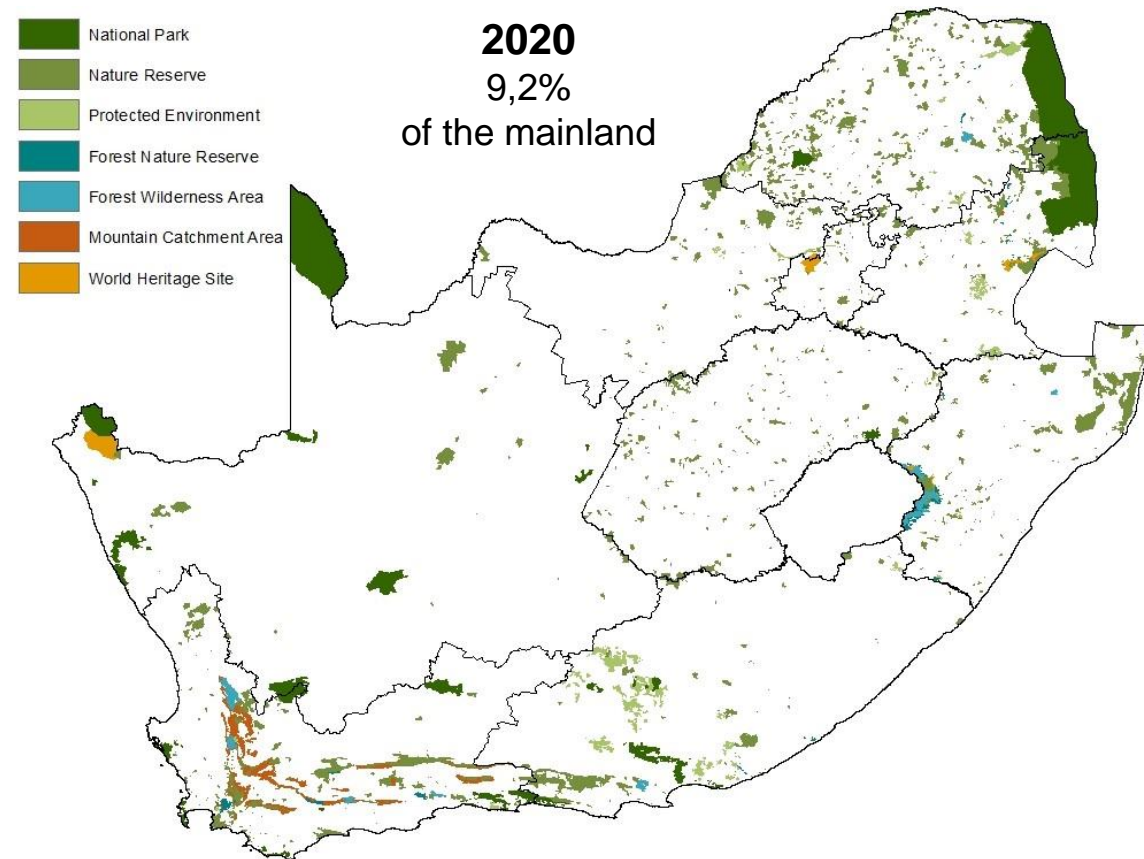 National Park
Nature Reserve
Protected Environment
Forest Nature Reserve
Forest Wilderness Area
Mountain Catchment Area
World Heritage Site
2020
9,2%
of the mainland